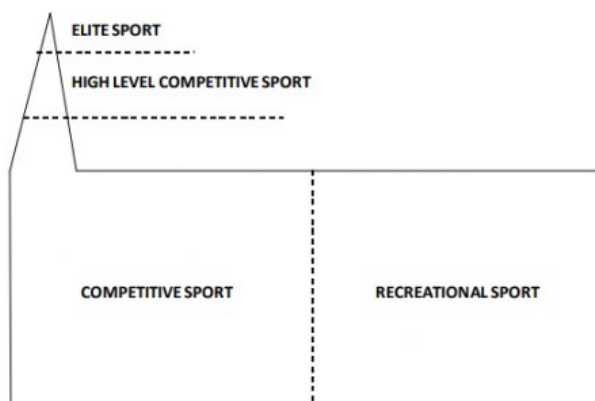 ELITE SPORT
HIGH LEVEL COMPETITIVE SPORT
COMPETITIVE SPORT
RECREATIONAL SPORT